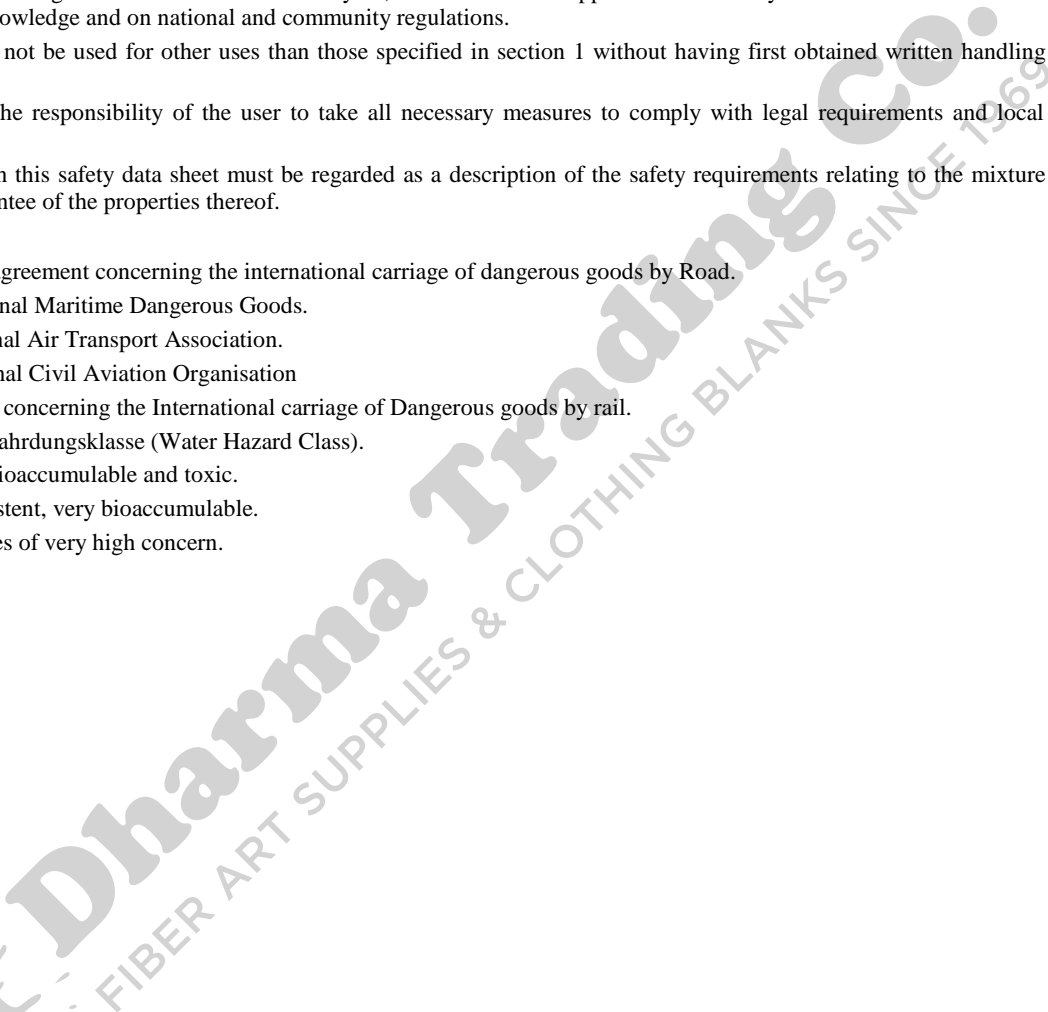 owledge and on national and community regulations.
not be used for other uses than those specified in section 1 without having first obtained written handling
he responsibility of the user to take all necessary measures to comply with legal requirements and local
n this safety data sheet must be regarded as a description of the safety requirements relating to the mixture
ntee of the properties thereof.
greement concerning the international carriage of dangerous goods by Road.
nal Maritime Dangerous Goods.
nal Air Transport Association.
nal Civil Aviation Organisation
concerning the International carriage of Dangerous goods by rail.
ahrdungsklasse (Water Hazard Class).
ioaccumulable and toxic.
stent, very bioaccumulable.
es of very high concern.
Dharma Trading Co.
FIBER ART SUPPLIES & CLOTHING BLANKS SINCE 1969